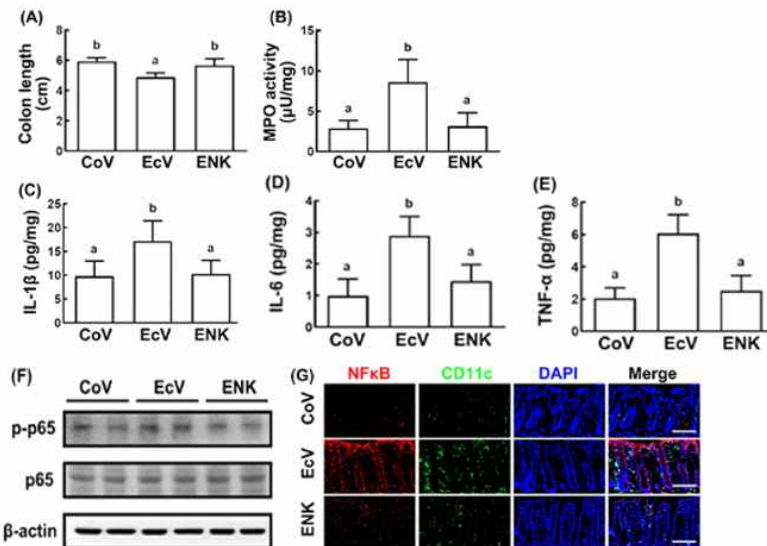 (A)
Colon length
(cm)
8
6
4
2
0
b
a
b
CoV
EcV
ENK
(B)
MPO activity
(μU/mg)
15
10
5
0
a
b
a
CoV
EcV
ENK
(C)
IL-1β (pg/mg)
25
20
15
10
5
0
a
b
a
CoV
EcV
ENK
(D)
IL-6 (pg/mg)
4
3
2
1
0
a
b
a
CoV
EcV
ENK
(E)
TNF-α (pg/mg)
8
6
4
2
0
a
b
a
CoV
EcV
ENK
(F)
CoV
EcV
ENK
p-p65
p65
β-actin
(G)
NFκB
CD11c
DAPI
Merge
CoV
EcV
ENK